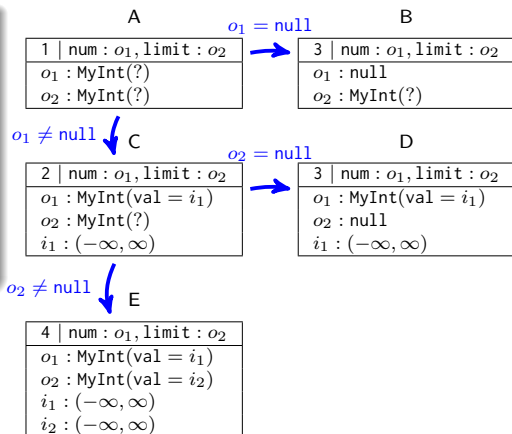 A
o₁ = null
B
1 | num : o₁, limit : o₂
o₁ : MyInt(?)
o₂ : MyInt(?)
3 | num : o₁, limit : o₂
o₁ : null
o₂ : MyInt(?)
o₁ ≠ null
C
o₂ = null
D
2 | num : o₁, limit : o₂
o₁ : MyInt(val = i₁)
o₂ : MyInt(?)
i₁ : (−∞, ∞)
3 | num : o₁, limit : o₂
o₁ : MyInt(val = i₁)
o₂ : null
i₁ : (−∞, ∞)
o₂ ≠ null
E
4 | num : o₁, limit : o₂
o₁ : MyInt(val = i₁)
o₂ : MyInt(val = i₂)
i₁ : (−∞, ∞)
i₂ : (−∞, ∞)